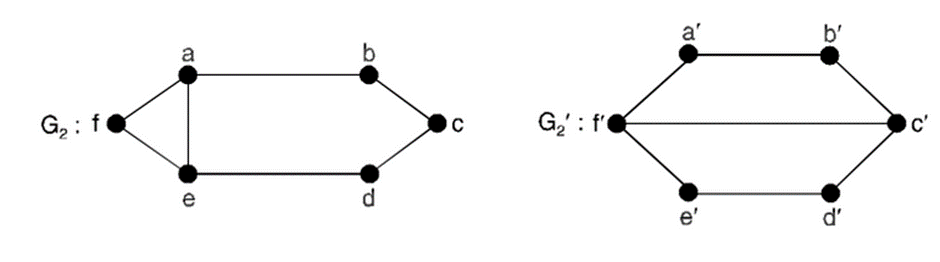 a b
G₂ : f c
e d
a′ b′
G₂′ : f′ c′
e′ d′